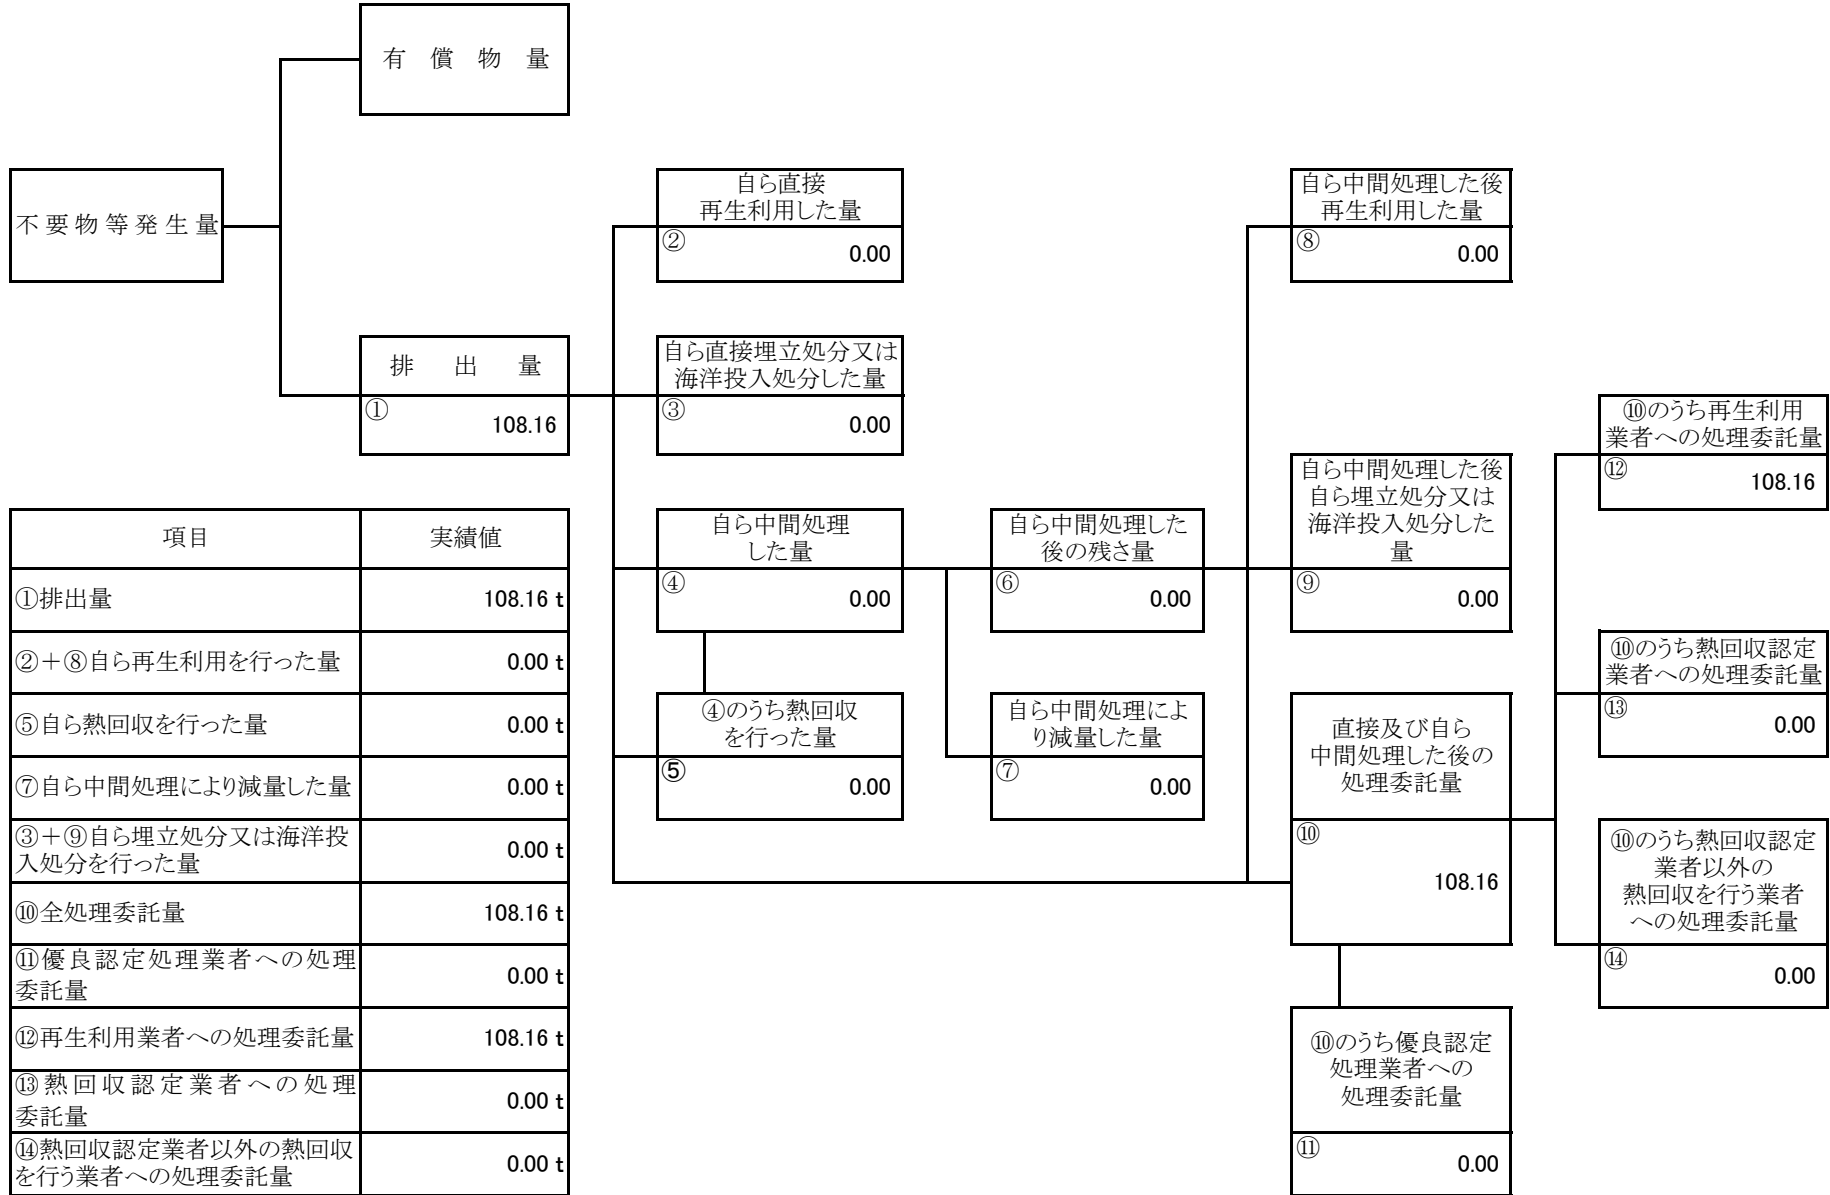 有償物量
不要物等発生量
排出量
①
108.16
自ら直接
再生利用した量
②
0.00
自ら直接埋立処分又は
海洋投入処分した量
③
0.00
自ら中間処理
した量
④
0.00
④のうち熱回収
を行った量
⑤
0.00
自ら中間処理した
後の残さ量
⑥
0.00
自ら中間処理によ
り減量した量
⑦
0.00
自ら中間処理した後
再生利用した量
⑧
0.00
自ら中間処理した後
自ら埋立処分又は
海洋投入処分した
量
⑨
0.00
直接及び自ら
中間処理した後の
処理委託量
⑩
108.16
⑩のうち優良認定
処理業者への
処理委託量
⑪
0.00
⑩のうち再生利用
業者への処理委託量
⑫
108.16
⑩のうち熱回収認定
業者への処理委託量
⑬
0.00
⑩のうち熱回収認定
業者以外の
熱回収を行う業者
への処理委託量
⑭
0.00
項目 実績値
①排出量 108.16 t
②＋⑧自ら再生利用を行った量 0.00 t
⑤自ら熱回収を行った量 0.00 t
⑦自ら中間処理により減量した量 0.00 t
③＋⑨自ら埋立処分又は海洋投
入処分を行った量 0.00 t
⑩全処理委託量 108.16 t
⑪優良認定処理業者への処理
委託量 0.00 t
⑫再生利用業者への処理委託量 108.16 t
⑬熱回収認定業者への処理
委託量 0.00 t
⑭熱回収認定業者以外の熱回収
を行う業者への処理委託量 0.00 t